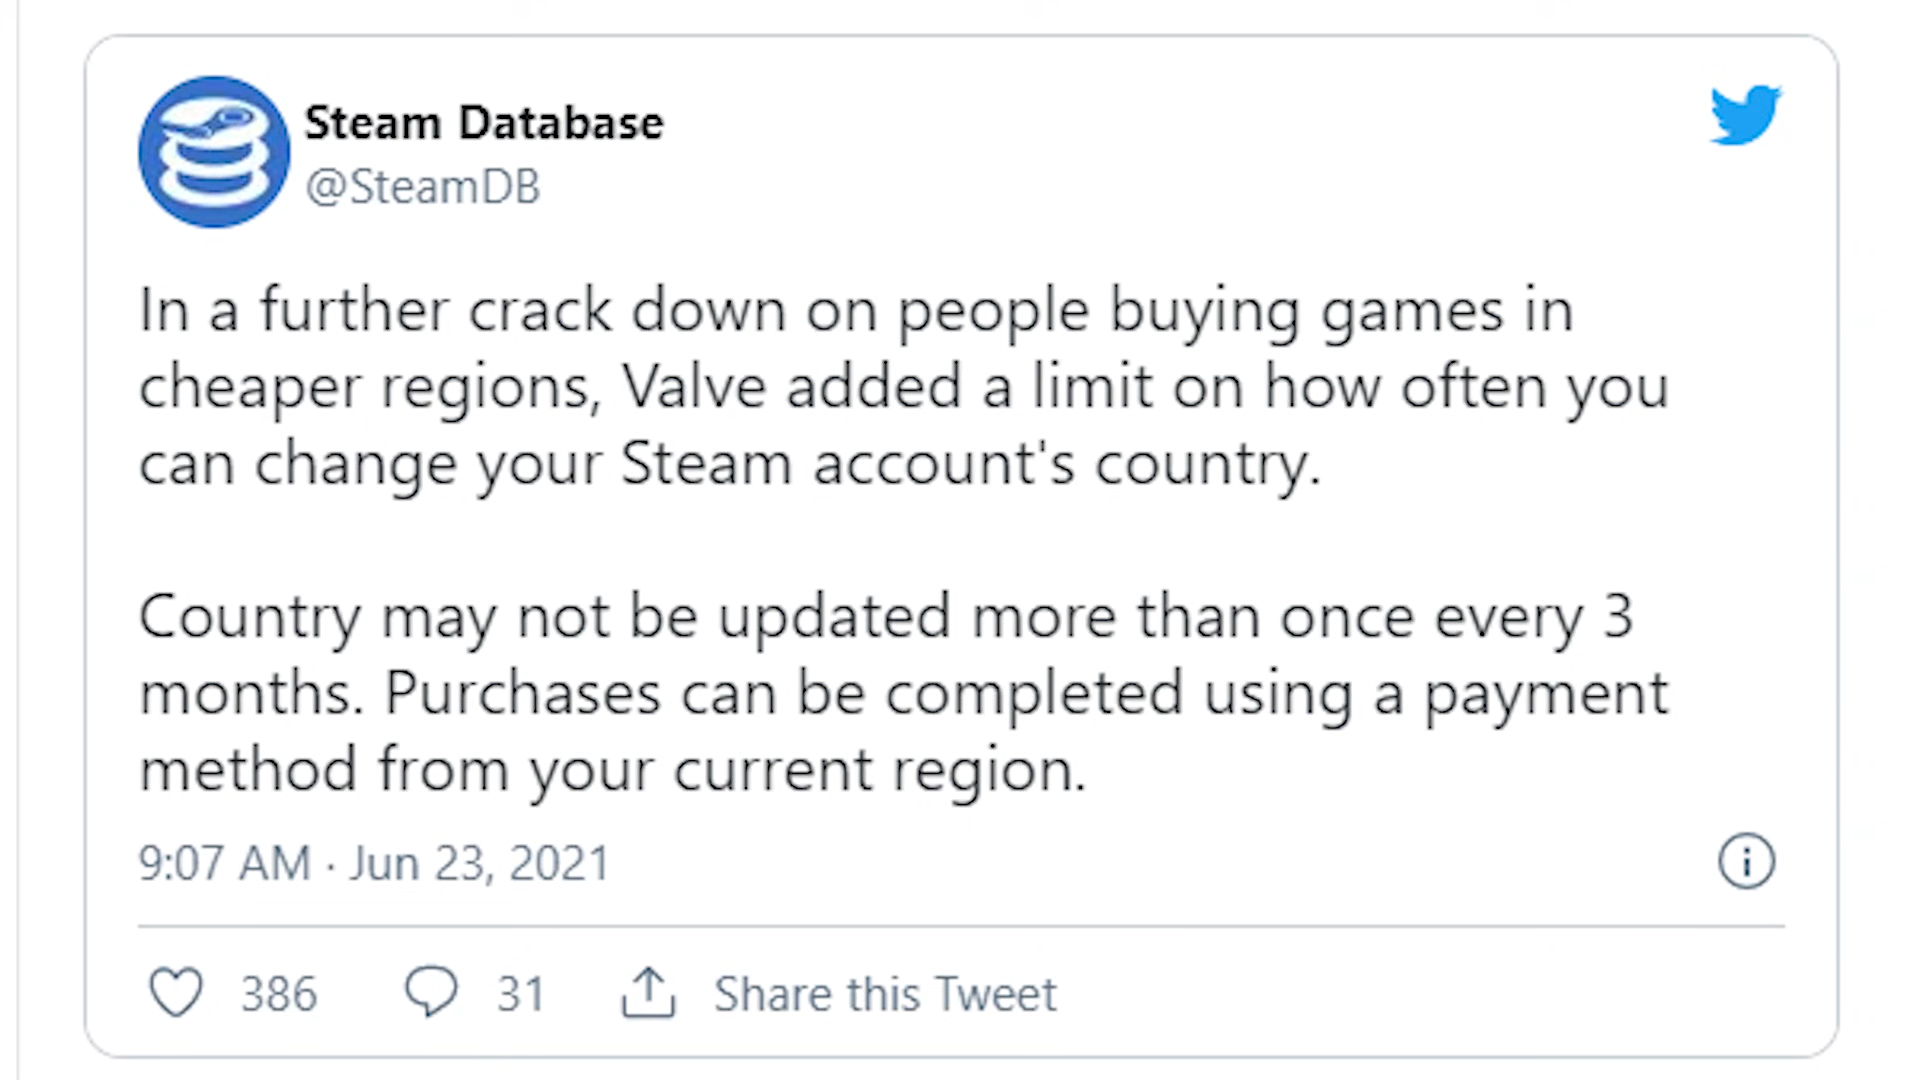 Steam Database
@SteamDB
In a further crack down on people buying games in
cheaper regions, Valve added a limit on how often you
can change your Steam account's country.
Country may not be updated more than once every 3
months. Purchases can be completed using a payment
method from your current region.
9:07 AM · Jun 23, 2021
386 31 Share this Tweet